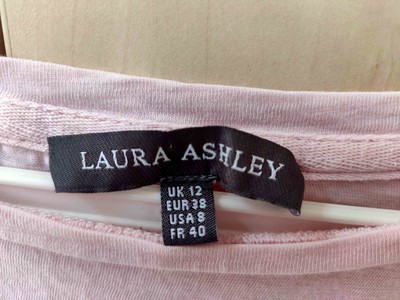 LAURA ASHLEY
UK 12
EUR 38
USA 8
FR 40